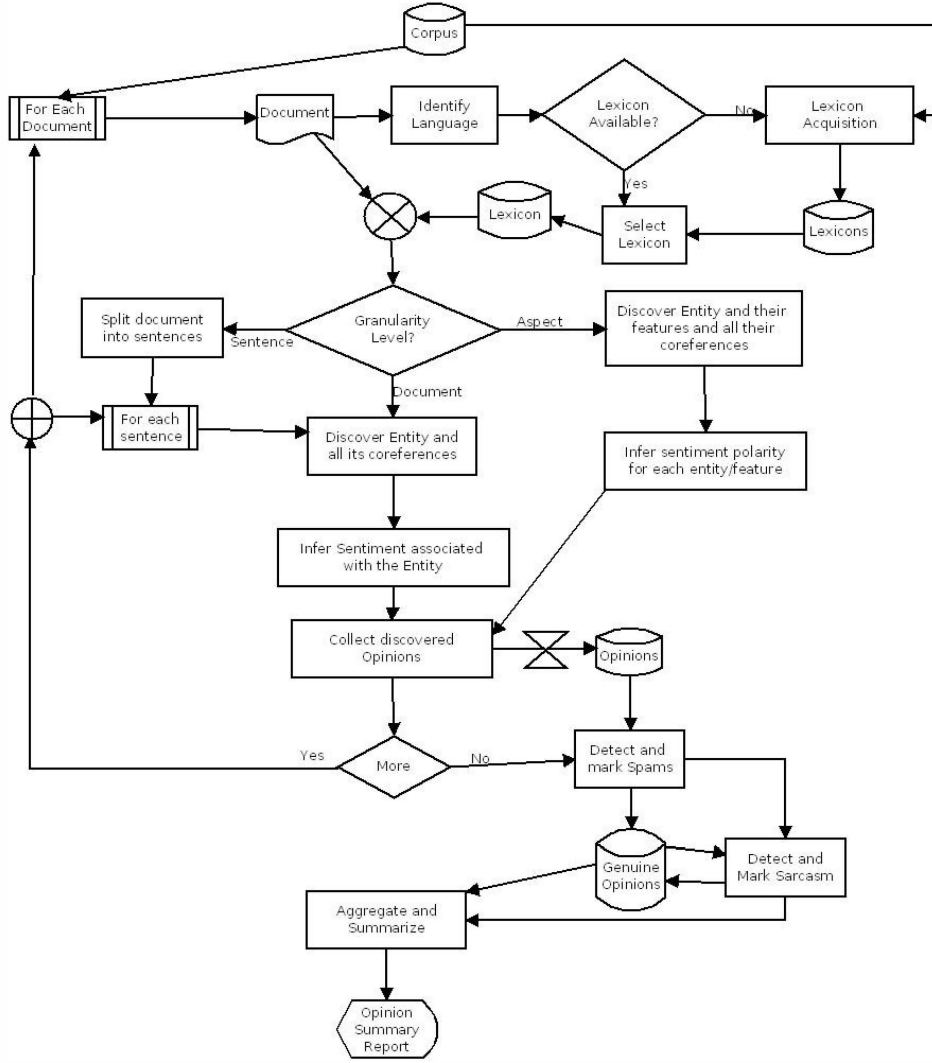 Corpus
For Each
Document
Document
Identify
Language
Lexicon
Available?
No
Lexicon
Acquisition
Yes
Lexicon
Select
Lexicon
Lexicons
Split document
into sentences
Sentence
Granularity
Level?
Aspect
Discover Entity and their
features and all their
coreferences
Document
For each
sentence
Discover Entity and
all its coreferences
Infer sentiment polarity
for each entity/feature
Infer Sentiment associated
with the Entity
Collect discovered
Opinions
Opinions
Yes
More
No
Detect and
mark Spams
Genuine
Opinions
Detect and
Mark Sarcasm
Aggregate and
Summarize
Opinion
Summary
Report